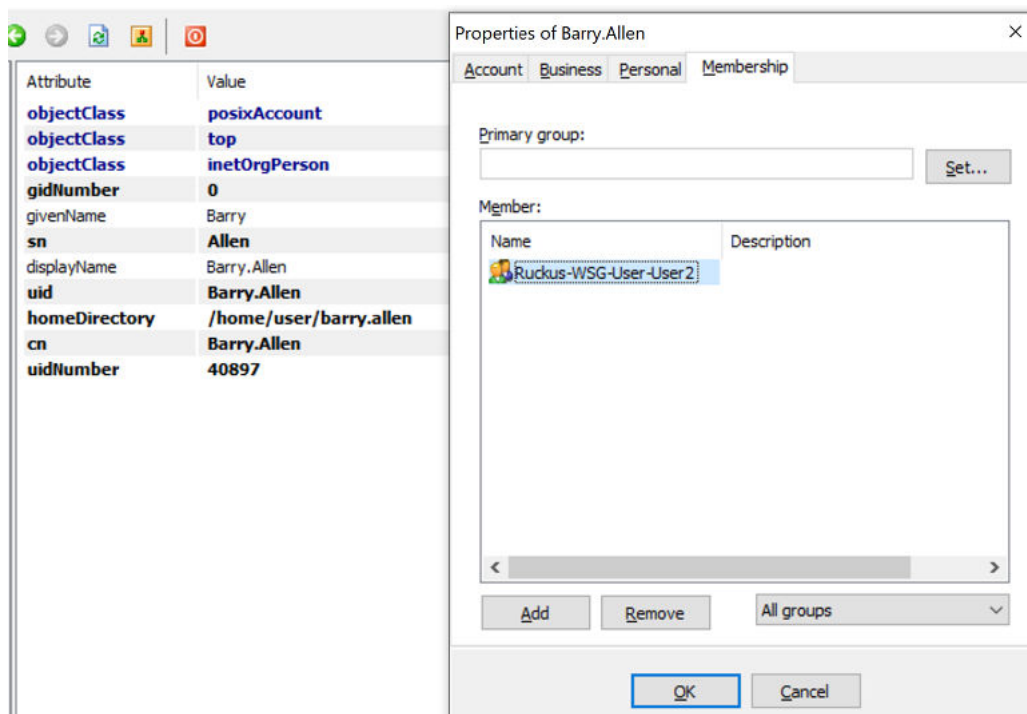 Attribute Value
objectClass posixAccount
objectClass top
objectClass inetOrgPerson
gidNumber 0
givenName Barry
sn Allen
displayName Barry.Allen
uid Barry.Allen
homeDirectory /home/user/barry.allen
cn Barry.Allen
uidNumber 40897
Properties of Barry.Allen
Account Business Personal Membership
Primary group:
Set...
Member:
Name Description
Ruckus-WSG-User-User2
Add Remove All groups
OK Cancel